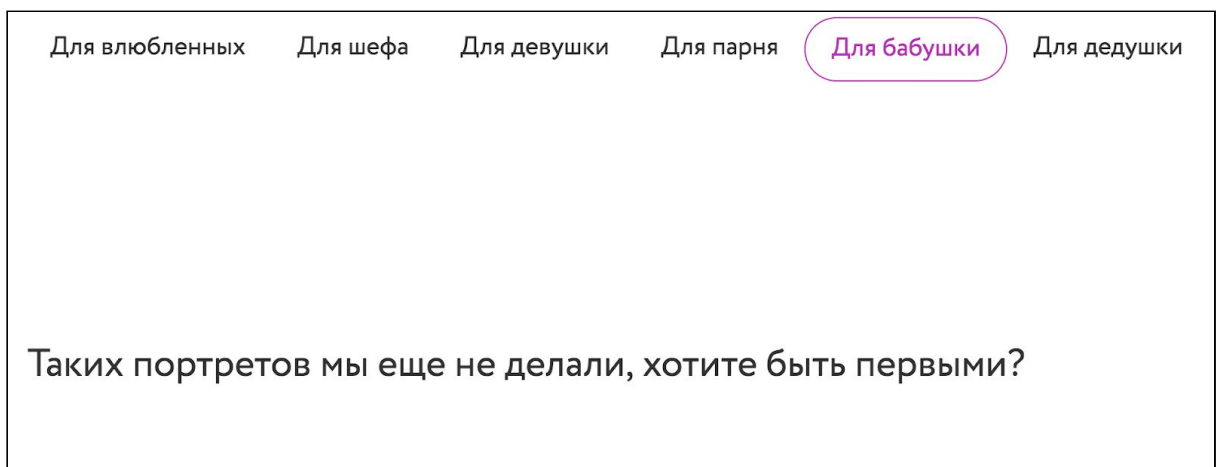 Для влюбленных Для шефа Для девушки Для парня Для бабушки Для дедушки
Таких портретов мы еще не делали, хотите быть первыми?